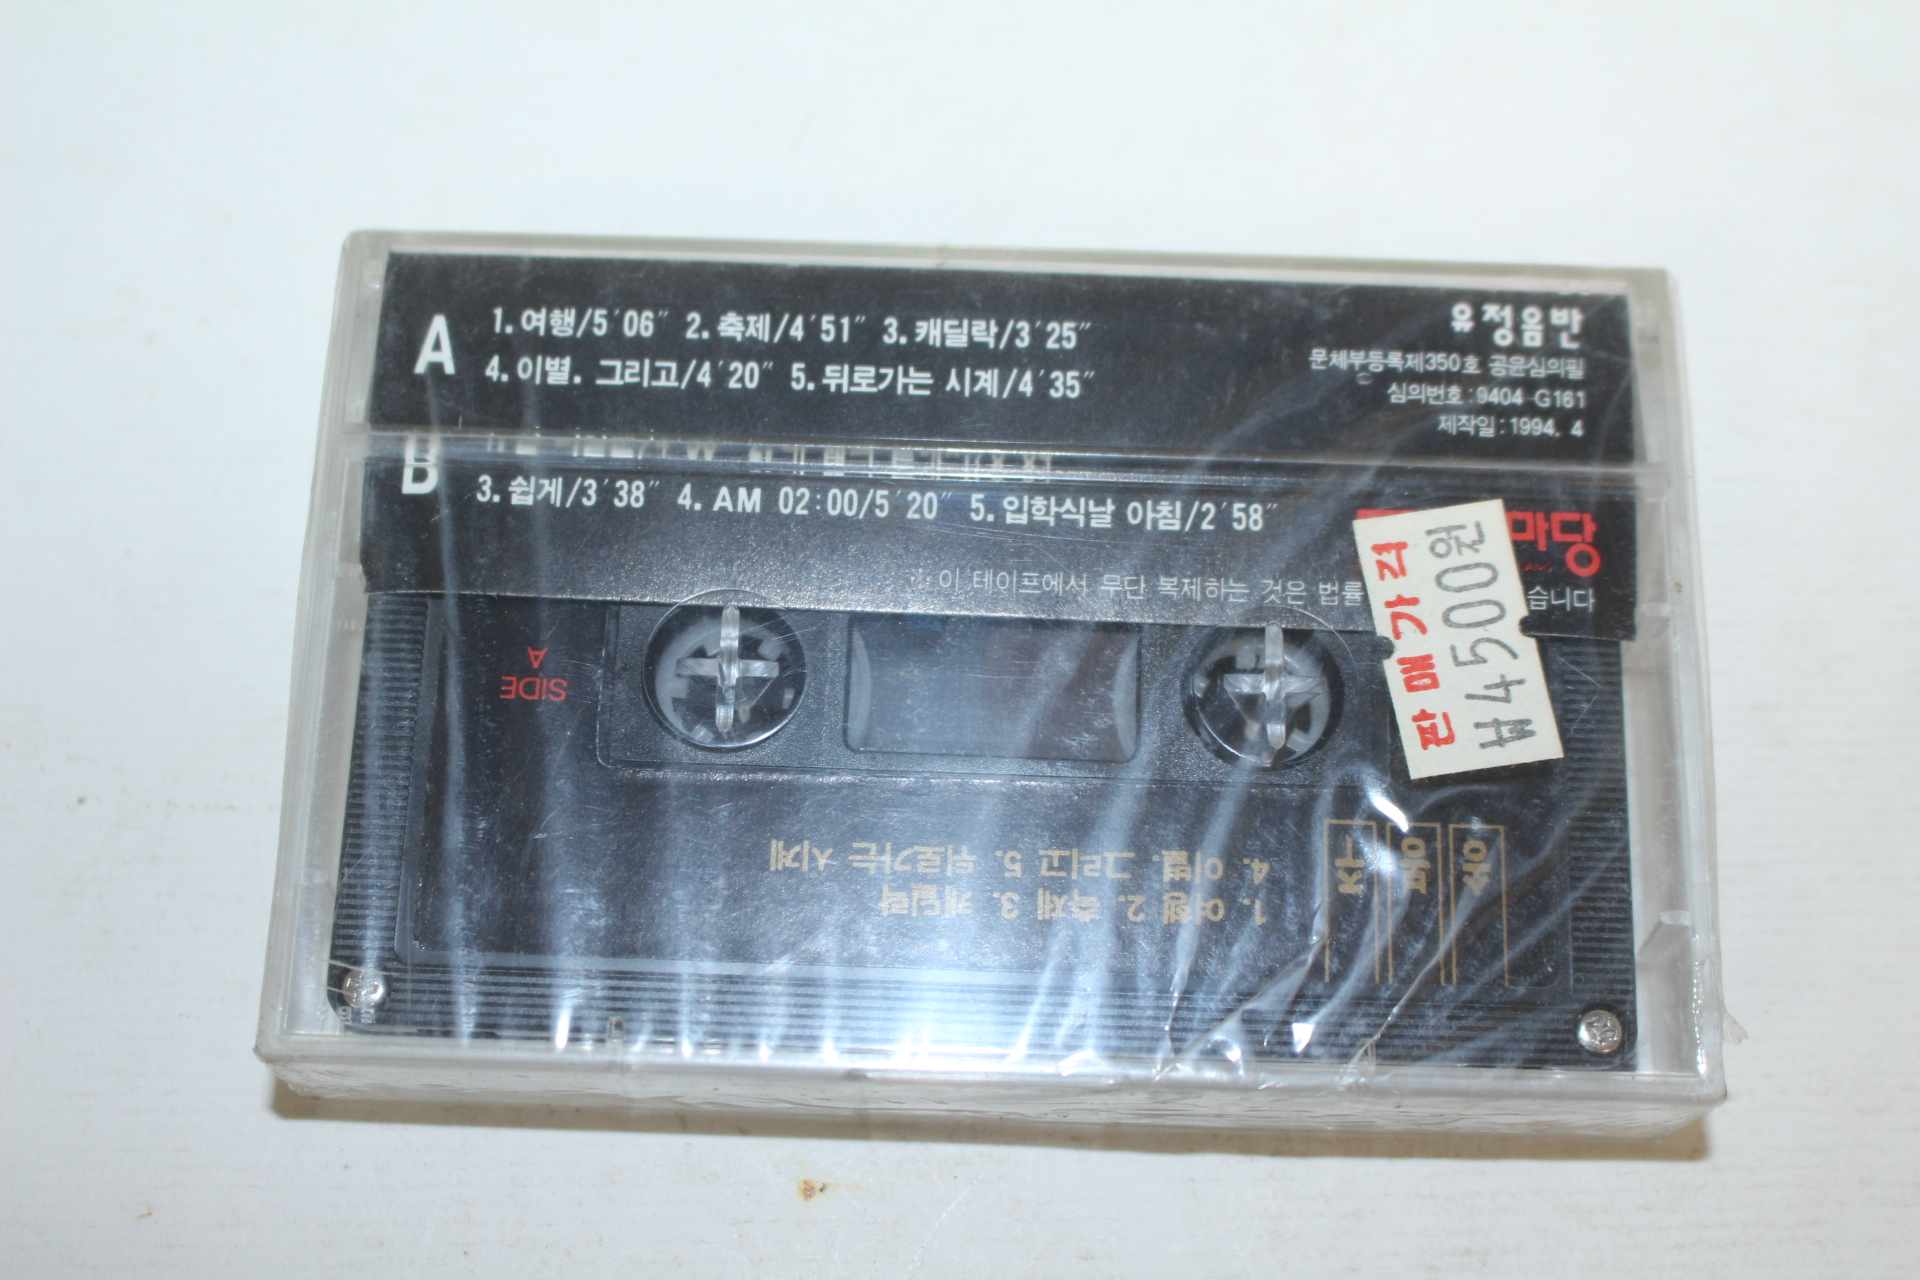 A
1. 여행/5′06″ 2. 축제/4′51″ 3. 캐딜락/3′25″
4. 이별. 그리고/4′20″ 5. 뒤로가는 시계/4′35″
유정음반
문체부등록제350호 공윤심의필
심의번호 : 9404-G161
제작일 : 1994. 4
B
3. 쉽게/3′38″ 4. AM 02:00/5′20″ 5. 입학식날 아침/2′58″
마당
이 테이프에서 무단 복제하는 것은 법률 습니다
판매가격
₩4500원
SIDE
A
송봉주
1. 여행 2. 축제 3. 캐딜락
4. 이별. 그리고 5. 뒤로가는 시계